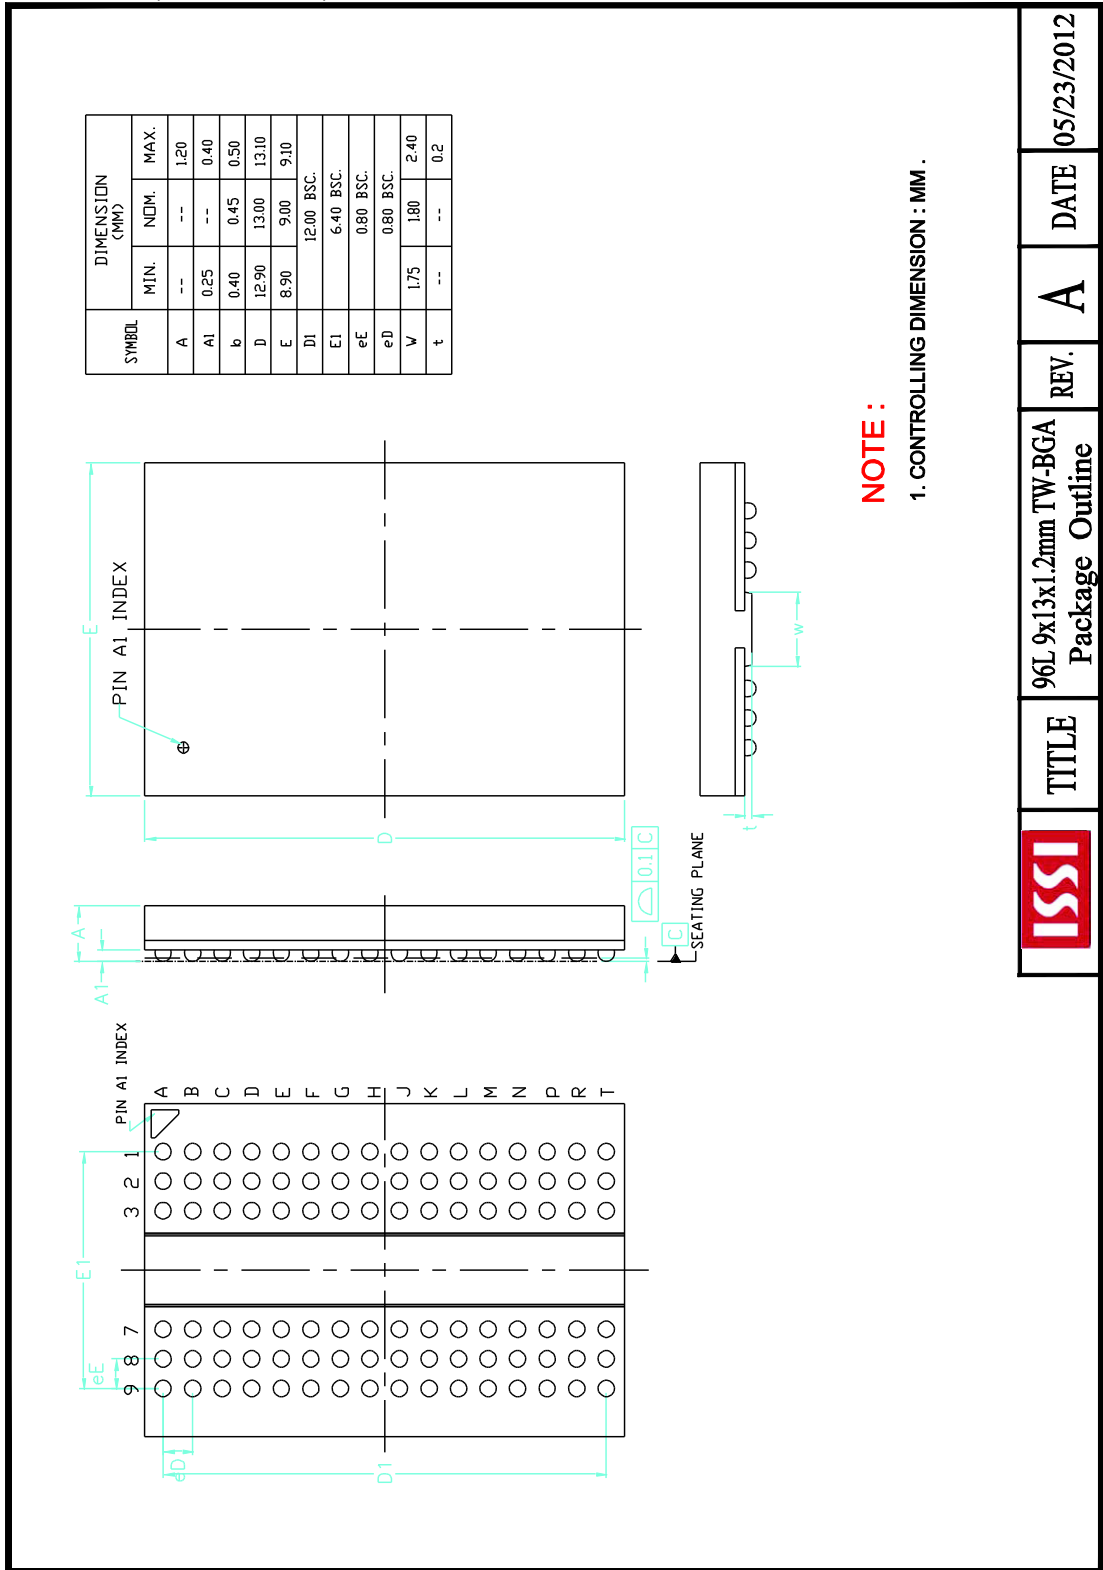 SYMBOL DIMENSION (MM)
MIN. NOM. MAX.
A -- -- 1.20
A1 0.25 -- 0.40
b 0.40 0.45 0.50
D 12.90 13.00 13.10
E 8.90 9.00 9.10
D1 12.00 BSC.
E1 6.40 BSC.
eE 0.80 BSC.
eD 0.80 BSC.
W 1.75 1.80 2.40
t -- -- 0.2
PIN A1 INDEX
1 2 3 7 8 9
A
B
C
D
E
F
G
H
J
K
L
M
N
P
R
T
E1
eE
eD1
D1
A
A1
0.1 C
C
SEATING PLANE
PIN A1 INDEX
E
D
w
t
NOTE :
1. CONTROLLING DIMENSION : MM .
ISSI
TITLE
96L 9x13x1.2mm TW-BGA
Package Outline
REV.
A
DATE
05/23/2012